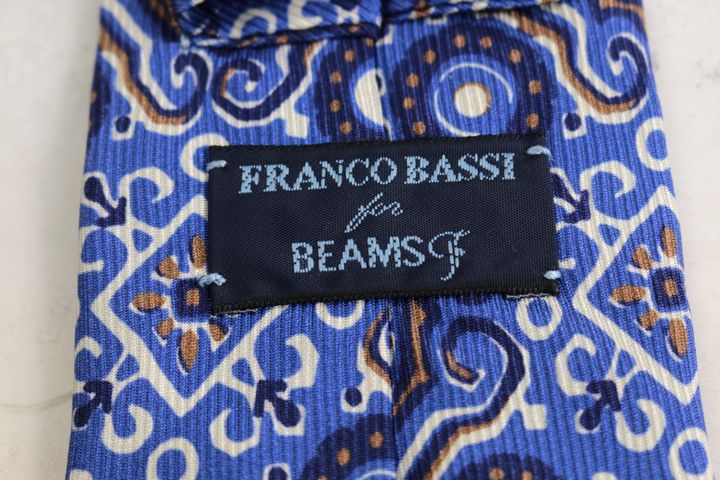 FRANCO BASSI
for
BEAMS F